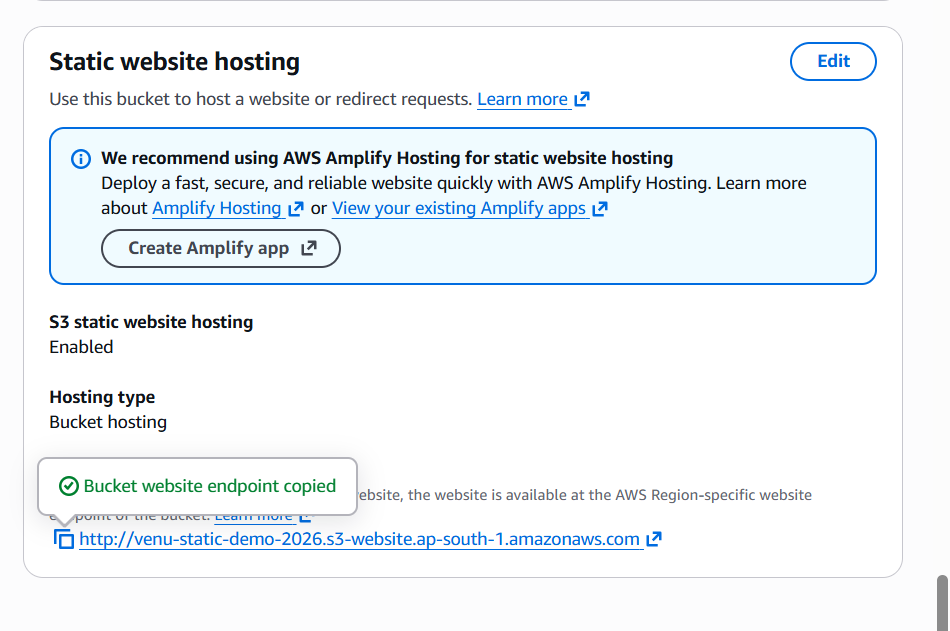 Static website hosting
Edit
Use this bucket to host a website or redirect requests. Learn more
We recommend using AWS Amplify Hosting for static website hosting
Deploy a fast, secure, and reliable website quickly with AWS Amplify Hosting. Learn more
about Amplify Hosting or View your existing Amplify apps
Create Amplify app
S3 static website hosting
Enabled
Hosting type
Bucket hosting
Bucket website endpoint copied
website, the website is available at the AWS Region-specific website
endpoint of the bucket. Learn more
http://venu-static-demo-2026.s3-website.ap-south-1.amazonaws.com